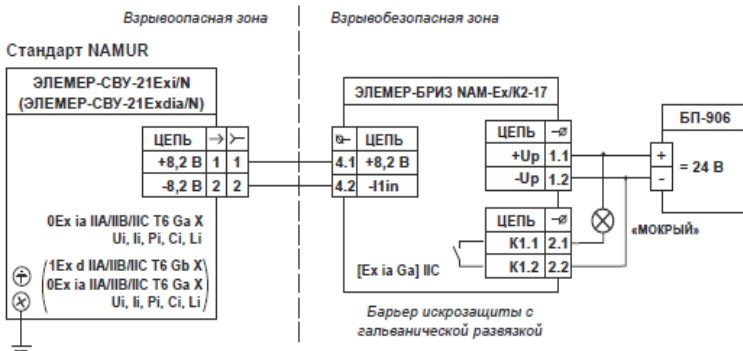 Взрывоопасная зона
Взрывобезопасная зона
Стандарт NAMUR
ЭЛЕМЕР-СВУ-21Exi/N
(ЭЛЕМЕР-СВУ-21Exdia/N)
ЦЕПЬ
+8,2 В 1 1
-8,2 В 2 2
0Ex ia IIA/IIB/IIC T6 Ga X
Ui, Ii, Pi, Ci, Li
1Ex d IIA/IIB/IIC T6 Gb X
0Ex ia IIA/IIB/IIC T6 Ga X
Ui, Ii, Pi, Ci, Li
ЭЛЕМЕР-БРИЗ NAM-Ex/K2-17
ЦЕПЬ
4.1 +8,2 В
4.2 -I1in
ЦЕПЬ
+Up 1.1
-Up 1.2
ЦЕПЬ
K1.1 2.1
K1.2 2.2
[Ex ia Ga] IIC
Барьер искрозащиты с
гальванической развязкой
БП-906
+
-
= 24 В
«МОКРЫЙ»